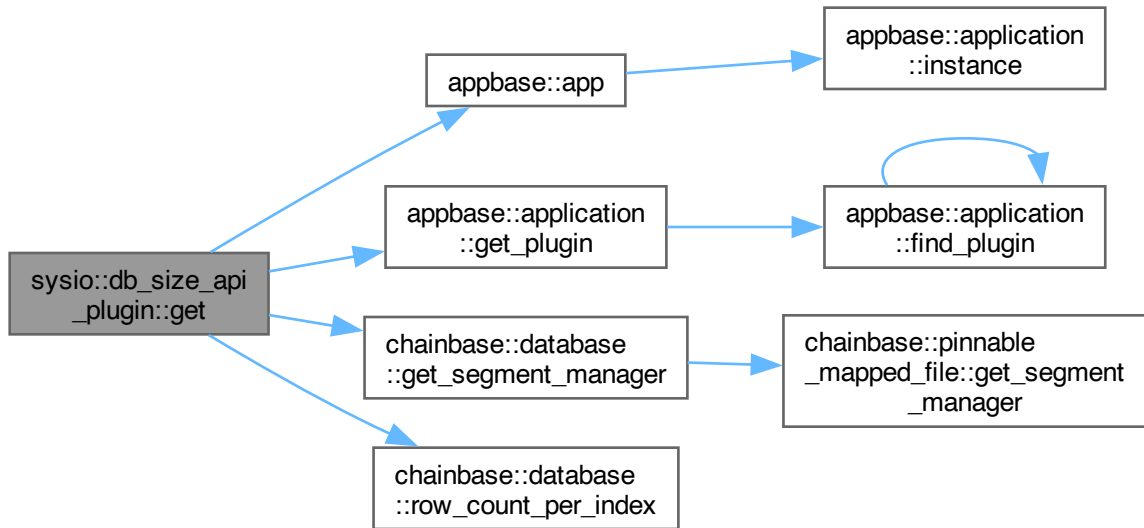 sysio::db_size_api
_plugin::get
appbase::app
appbase::application
::instance
appbase::application
::get_plugin
appbase::application
::find_plugin
chainbase::database
::get_segment_manager
chainbase::pinnable
_mapped_file::get_segment
_manager
chainbase::database
::row_count_per_index